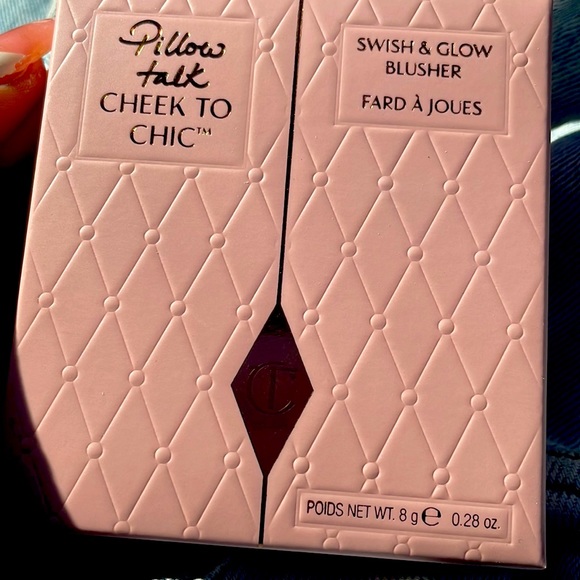 Pillow
talk
CHEEK TO
CHIC™
SWISH & GLOW
BLUSHER
FARD À JOUES
POIDS NET WT. 8 g ℮ 0.28 oz.